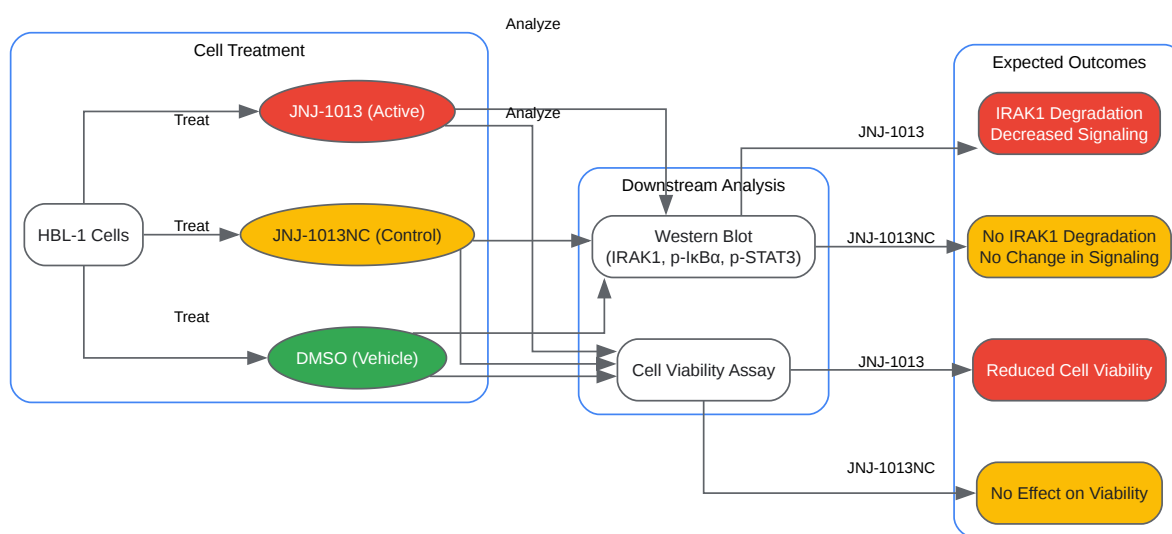 Analyze
Cell Treatment
Expected Outcomes
JNJ-1013 (Active)
Treat
Analyze
JNJ-1013
IRAK1 Degradation
Decreased Signaling
Downstream Analysis
HBL-1 Cells
Treat
JNJ-1013NC (Control)
Western Blot
(IRAK1, p-IκBα, p-STAT3)
JNJ-1013NC
No IRAK1 Degradation
No Change in Signaling
Treat
DMSO (Vehicle)
Cell Viability Assay
JNJ-1013
Reduced Cell Viability
JNJ-1013NC
No Effect on Viability